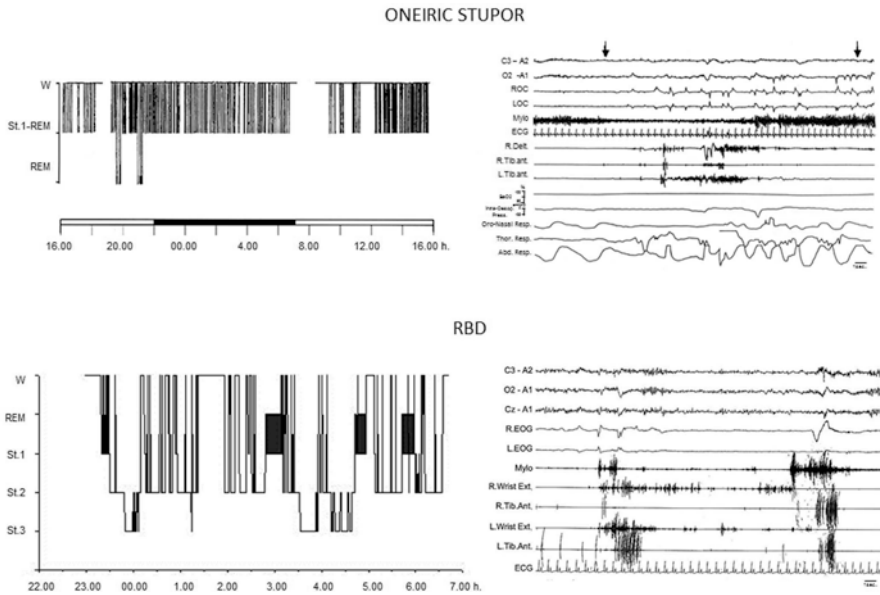 ONEIRIC STUPOR
W
St.1-REM
REM
16.00 20.00 00.00 4.00 8.00 12.00 16.00 h.
C3 - A2
O2 - A1
ROC
LOC
Mylo
ECG
R.Delt.
R.Tib.ant.
L.Tib.ant.
Oro-Nasal Resp.
Thor. Resp.
Abd. Resp.
1sec.
RBD
W
REM
St.1
St.2
St.3
22.00 23.00 00.00 1.00 2.00 3.00 4.00 5.00 6.00 7.00 h.
C3 - A2
O2 - A1
Cz - A1
R.EOG
L.EOG
Mylo
R.Wrist Ext.
R.Tib.Ant.
L.Wrist Ext.
L.Tib.Ant.
ECG
1sec.